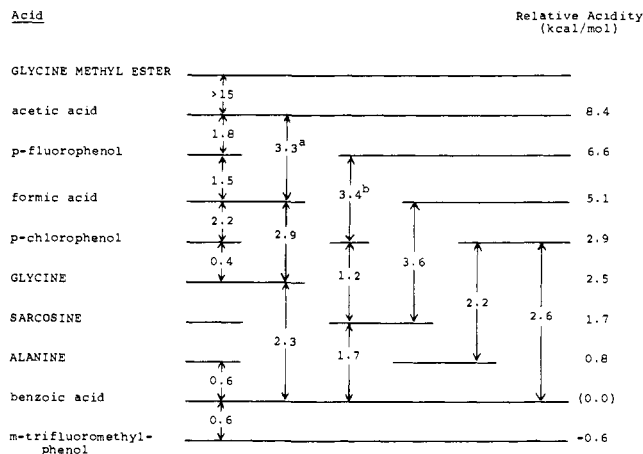 Acid Relative Acidity
(kcal/mol)
GLYCINE METHYL ESTER
>15
acetic acid 8.4
1.8 3.3a
p-fluorophenol 6.6
1.5 3.4b
formic acid 5.1
2.2 2.9
p-chlorophenol 2.9
0.4 1.2 3.6
GLYCINE 2.5
2.2 2.6
SARCOSINE 1.7
2.3 1.7
ALANINE 0.8
0.6
benzoic acid (0.0)
0.6
m-trifluoromethyl- -0.6
phenol